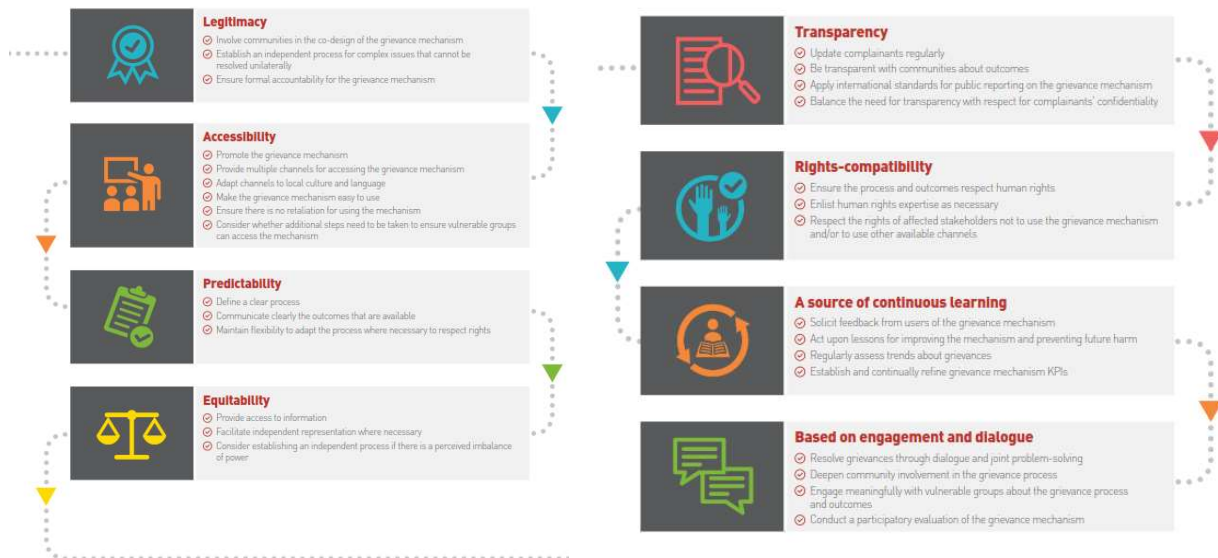 Legitimacy
Involve communities in the co-design of the grievance mechanism
Establish an independent process for complex issues that cannot be
resolved unilaterally
Ensure formal accountability for the grievance mechanism
Accessibility
Promote the grievance mechanism
Provide multiple channels for accessing the grievance mechanism
Adapt channels to local culture and language
Make the grievance mechanism easy to use
Ensure there is no retaliation for using the mechanism
Consider whether additional steps need to be taken to ensure vulnerable groups
can access the mechanism
Predictability
Define a clear process
Communicate clearly the outcomes that are available
Maintain flexibility to adapt the process where necessary to respect rights
Equitability
Provide access to information
Facilitate independent representation where necessary
Consider establishing an independent process if there is a perceived imbalance
of power
Transparency
Update complainants regularly
Be transparent with communities about outcomes
Apply international standards for public reporting on the grievance mechanism
Balance the need for transparency with respect for complainants' confidentiality
Rights-compatibility
Ensure the process and outcomes respect human rights
Enlist human rights expertise as necessary
Respect the rights of affected stakeholders not to use the grievance mechanism
and/or to use other available channels
A source of continuous learning
Solicit feedback from users of the grievance mechanism
Act upon lessons for improving the mechanism and preventing future harm
Regularly assess trends about grievances
Establish and continually refine grievance mechanism KPIs
Based on engagement and dialogue
Resolve grievances through dialogue and joint problem-solving
Deepen community involvement in the grievance process
Engage meaningfully with vulnerable groups about the grievance process
and outcomes
Conduct a participatory evaluation of the grievance mechanism